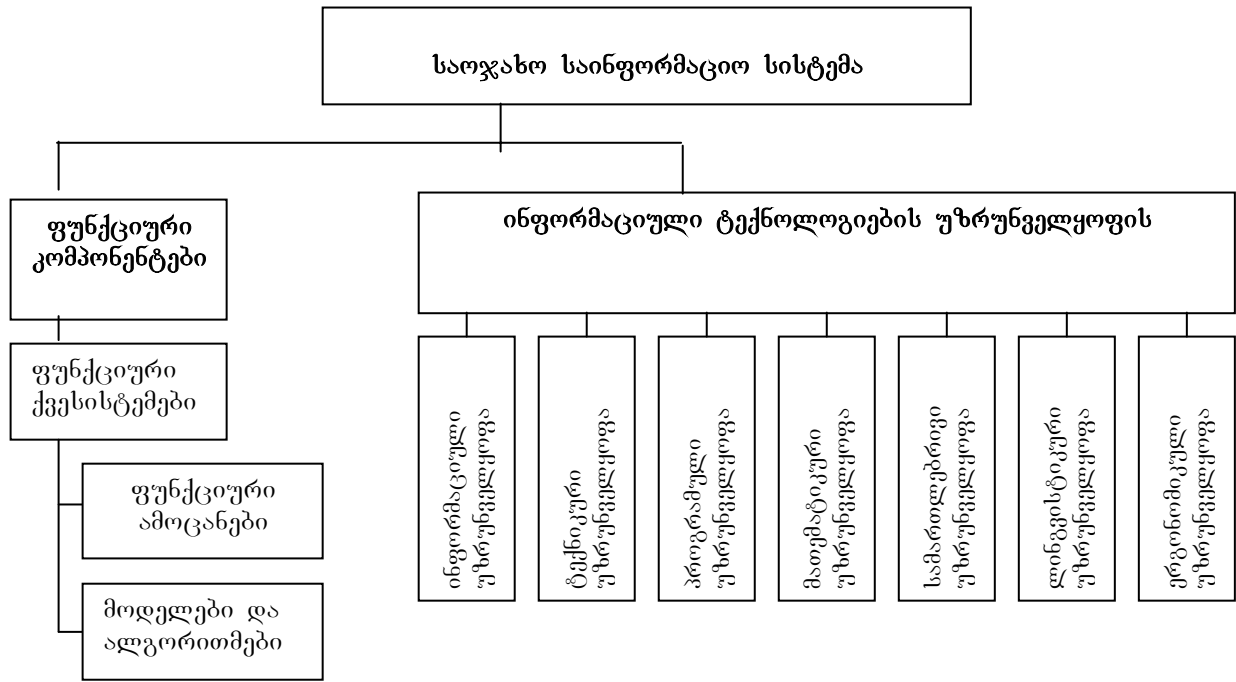 საოჯახო საინფორმაციო სისტემა
ფუნქციური
კომპონენტები
ინფორმაციული ტექნოლოგიების უზრუნველყოფის
ფუნქციური
ქვესისტემები
ფუნქციური
ამოცანები
მოდელები და
ალგორითმები
ინფორმაციული
უზრუნველყოფა
ტექნიკური
უზრუნველყოფა
პროგრამული
უზრუნველყოფა
მათემატიკური
უზრუნველყოფა
სამართლებრივი
უზრუნველყოფა
ლინგვისტიკური
უზრუნველყოფა
ერგონომიკული
უზრუნველყოფა